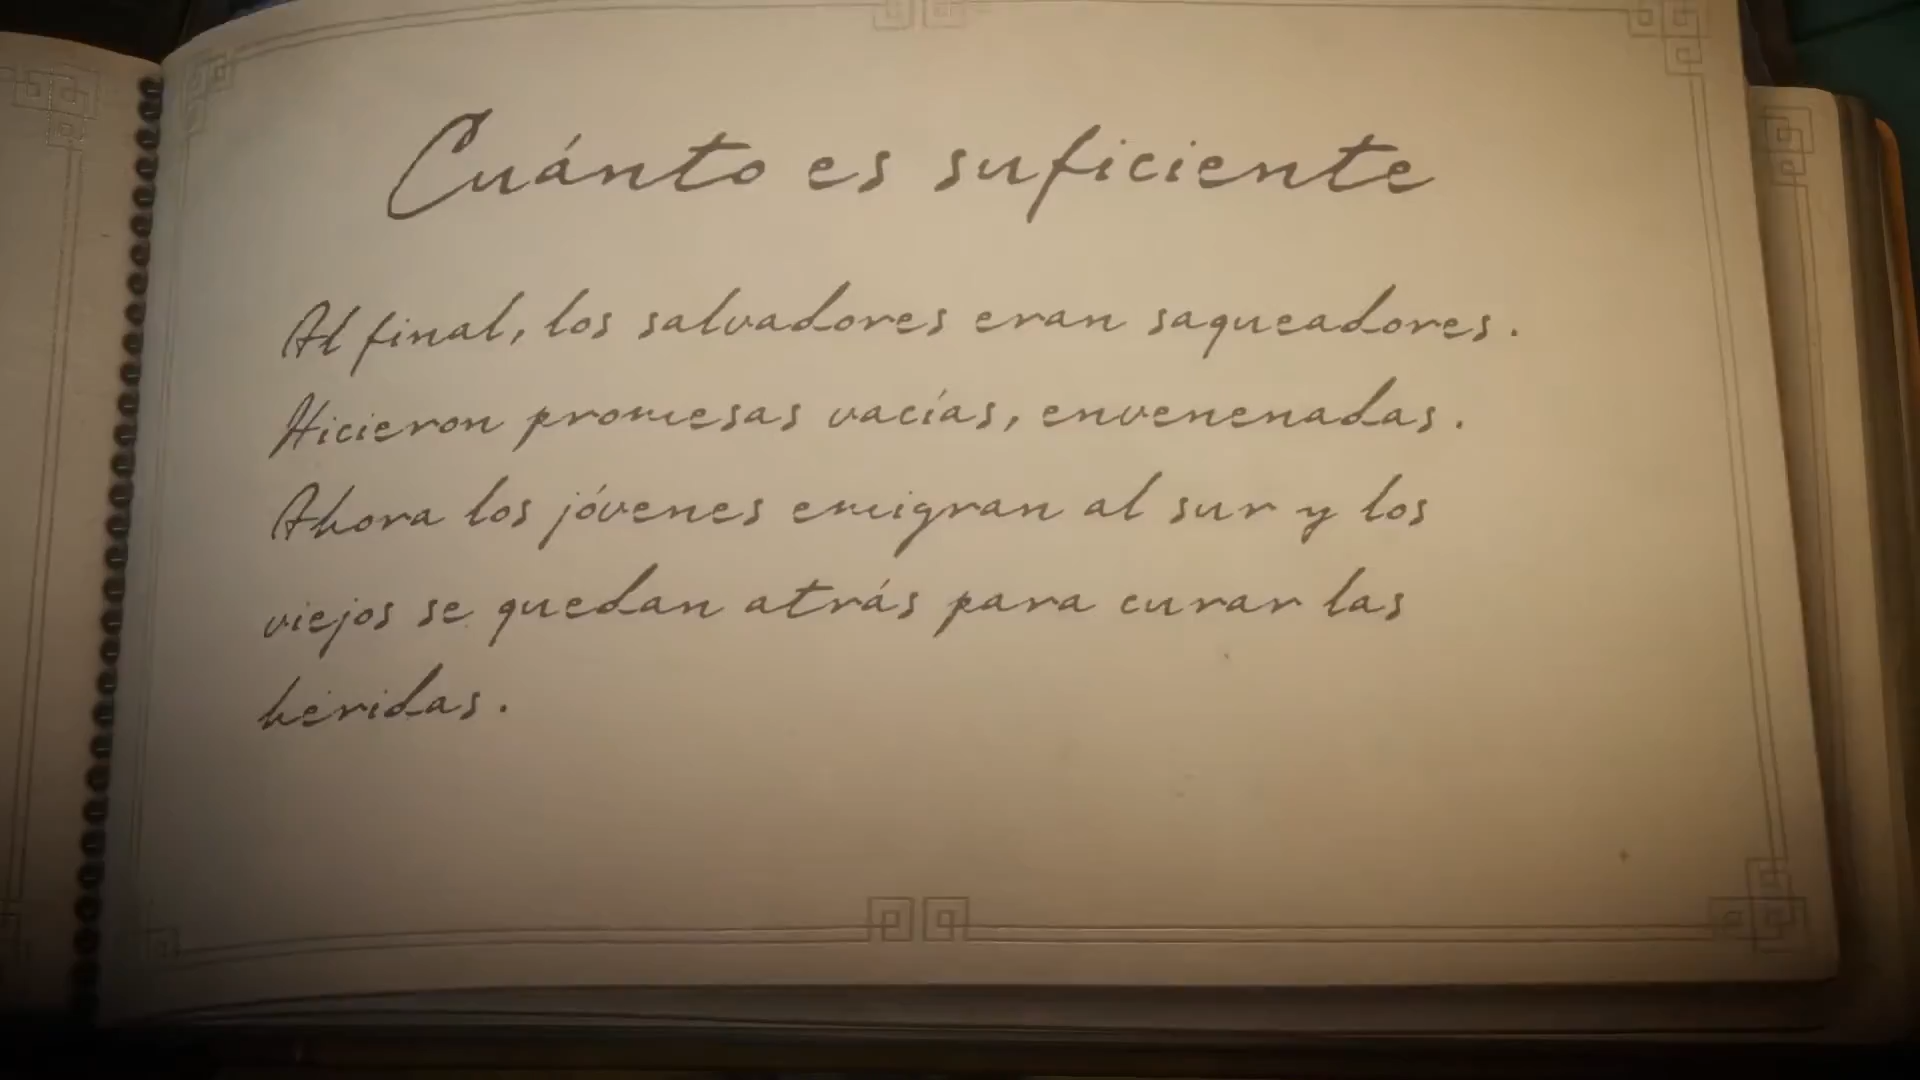 Cuánto es suficiente
Al final, los salvadores eran saqueadores.
Hicieron promesas vacías, envenenadas.
Ahora los jóvenes emigran al sur y los
viejos se quedan atrás para curar las
heridas.